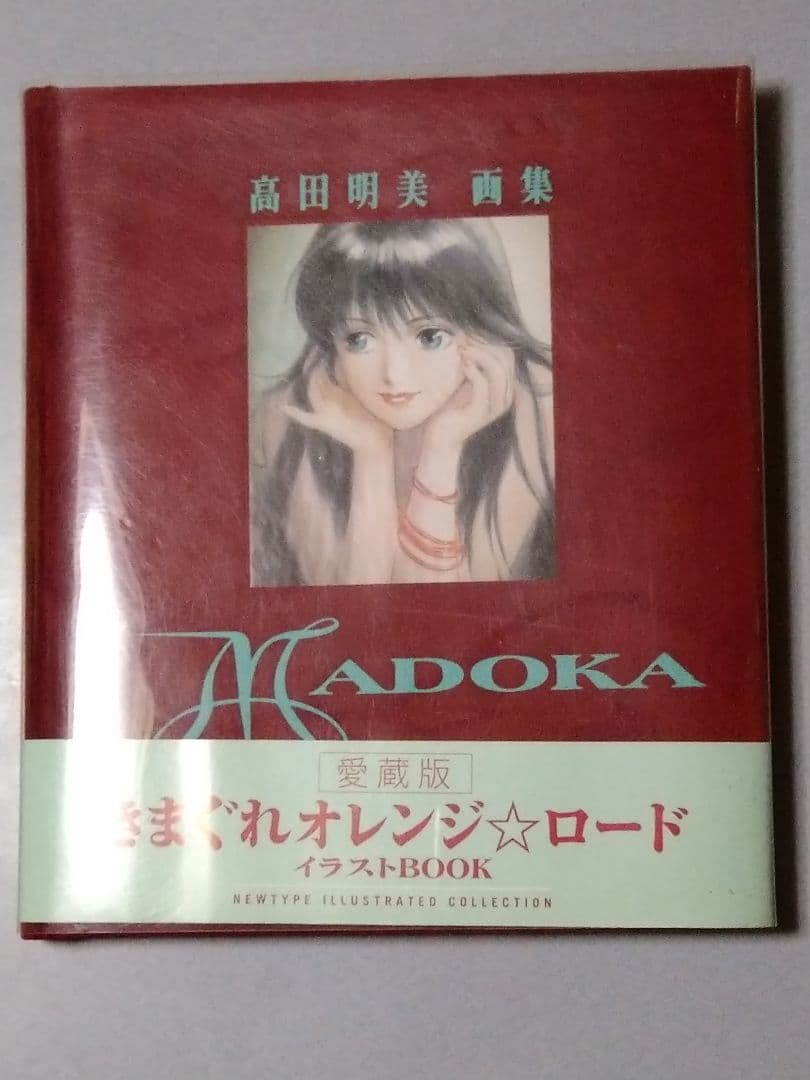 高田明美 画集
MADOKA
愛蔵版
きまぐれオレンジ☆ロード
イラストBOOK
NEWTYPE ILLUSTRATED COLLECTION